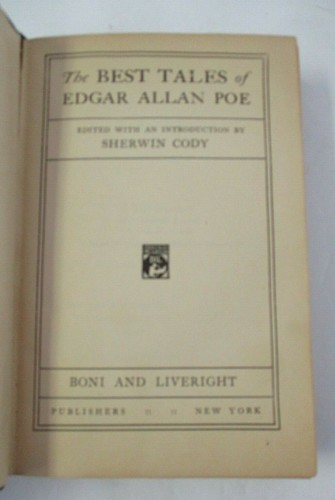 The BEST TALES of
EDGAR ALLAN POE
EDITED WITH AN INTRODUCTION BY
SHERWIN CODY
BONI AND LIVERIGHT
PUBLISHERS :: :: NEW YORK